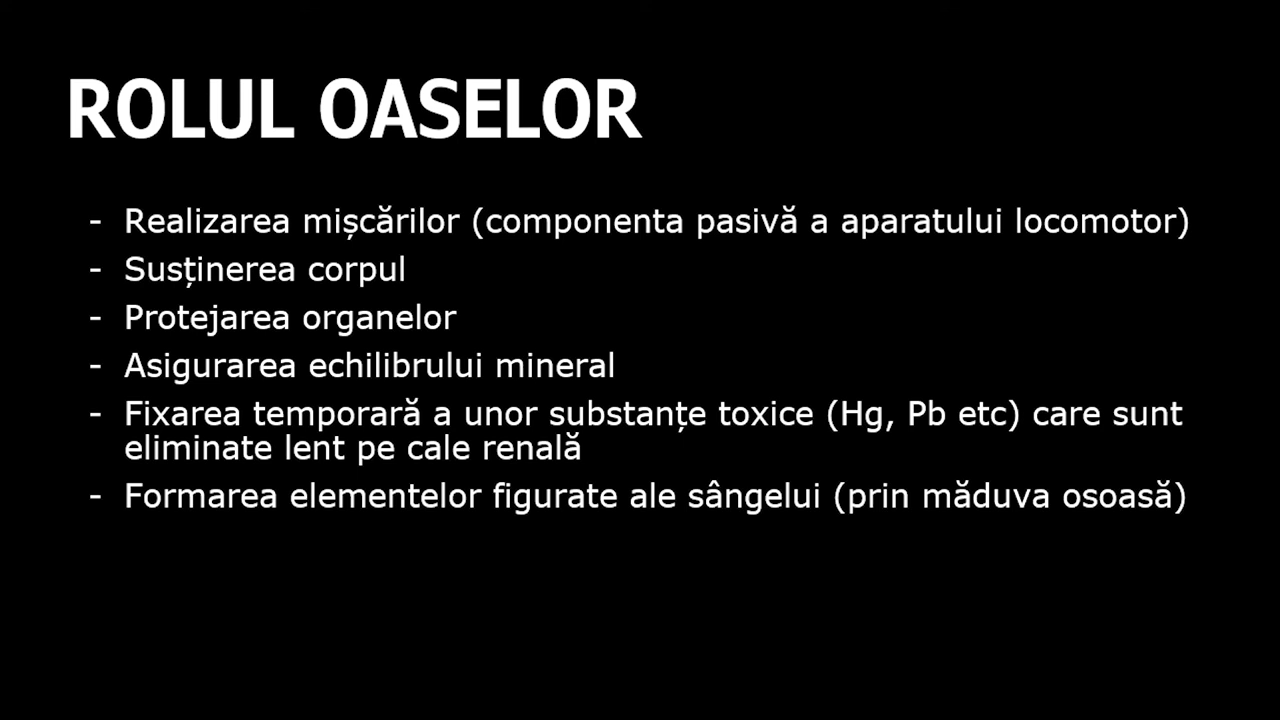 ROLUL OASELOR
- Realizarea mișcărilor (componenta pasivă a aparatului locomotor)
- Susținerea corpul
- Protejarea organelor
- Asigurarea echilibrului mineral
- Fixarea temporară a unor substanțe toxice (Hg, Pb etc) care sunt
eliminate lent pe cale renală
- Formarea elementelor figurate ale sângelui (prin măduva osoasă)